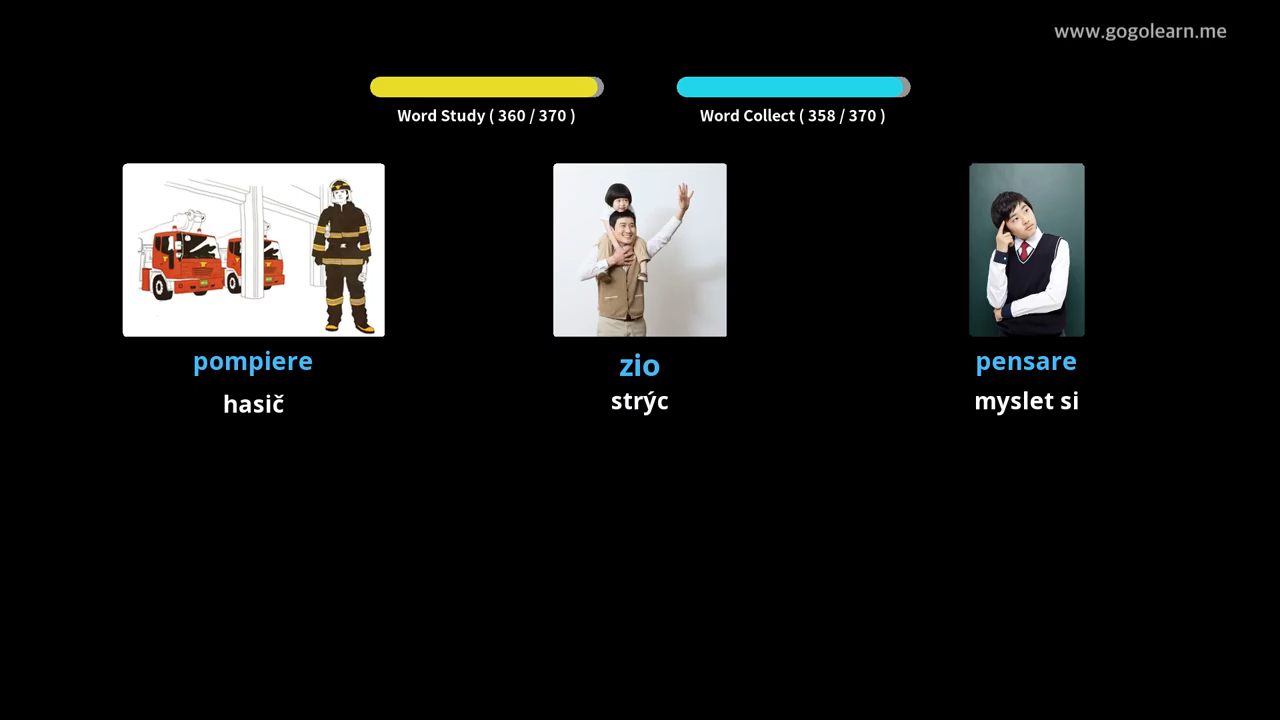 www.gogolearn.me
Word Study ( 360 / 370 )
Word Collect ( 358 / 370 )
pompiere
hasič
zio
strýc
pensare
myslet si